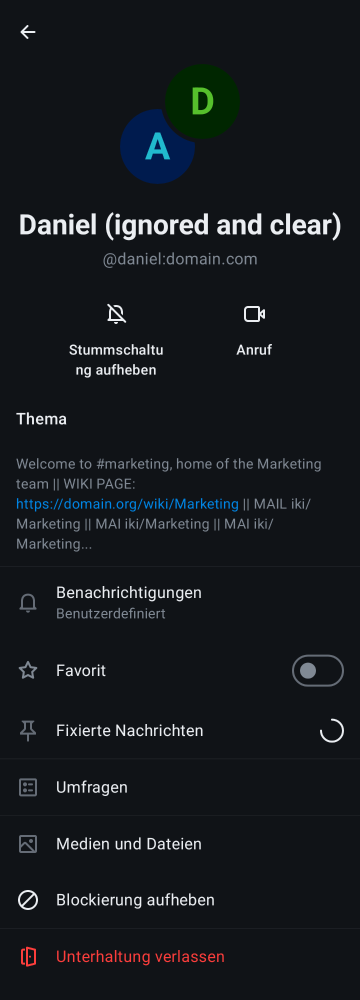 D
A
Daniel (ignored and clear)
@daniel:domain.com
Stummschaltu
ng aufheben
Anruf
Thema
Welcome to #marketing, home of the Marketing
team || WIKI PAGE:
https://domain.org/wiki/Marketing || MAIL iki/
Marketing || MAI iki/Marketing || MAI iki/
Marketing...
Benachrichtigungen
Benutzerdefiniert
Favorit
Fixierte Nachrichten
Umfragen
Medien und Dateien
Blockierung aufheben
Unterhaltung verlassen